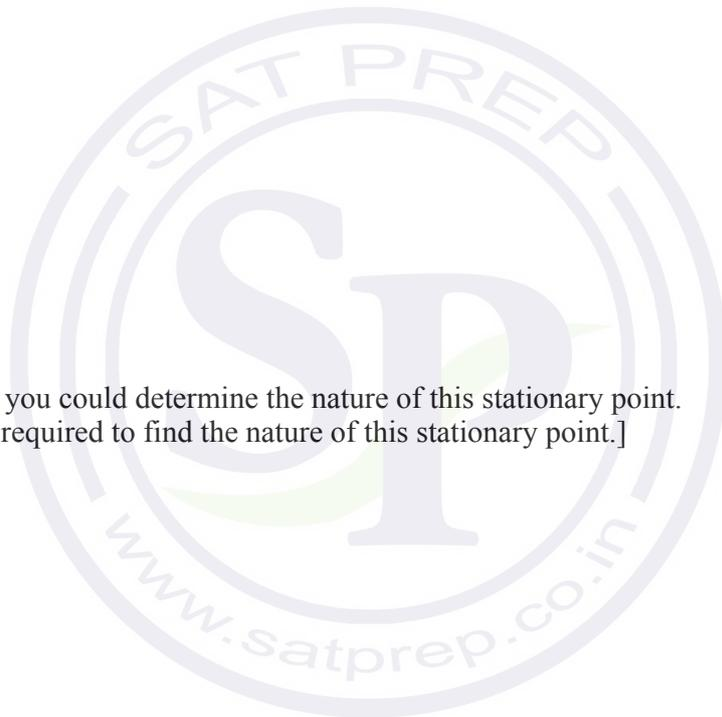 SAT PREP
SP
you could determine the nature of this stationary point.
required to find the nature of this stationary point.]
www.satprep.co.in